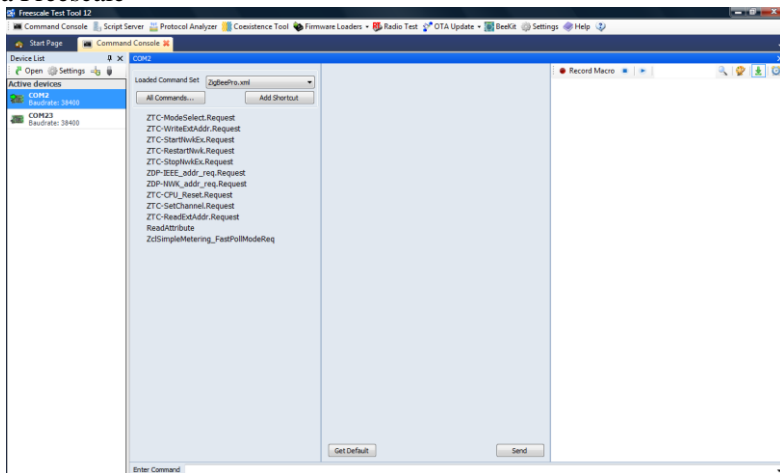 Freescale Test Tool 12
Command Console Script Server Protocol Analyzer Coexistence Tool Firmware Loaders Radio Test OTA Update BeeKit Settings Help
Start Page Command Console
Device List
COM2
Open Settings
Active devices
COM2
Baudrate: 38400
COM23
Baudrate: 38400
Loaded Command Set ZigBeePro.xml
All Commands... Add Shortcut
ZTC-ModeSelect.Request
ZTC-WriteExtAddr.Request
ZTC-StartNwkEx.Request
ZTC-RestartNwk.Request
ZTC-StopNwkEx.Request
ZDP-IEEE_addr_req.Request
ZDP-NWK_addr_req.Request
ZTC-CPU_Reset.Request
ZTC-SetChannel.Request
ZTC-ReadExtAddr.Request
ReadAttribute
ZclSimpleMetering_FastPollModeReq
Record Macro
Get Default Send
Enter Command